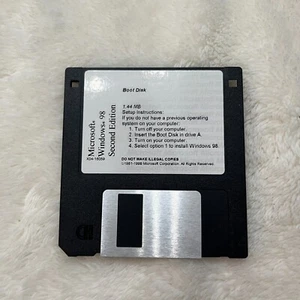 Boot Disk
1.44 MB
Setup Instructions:
If you do not have a previous operating
system on your computer:
1. Turn off your computer.
2. Insert the Boot Disk in drive A.
3. Turn on your computer.
4. Select option 1 to install Windows 98.
DO NOT MAKE ILLEGAL COPIES
©1981-1999 Microsoft Corporation. All Rights Reserved.
Microsoft®
Windows®98
Second Edition